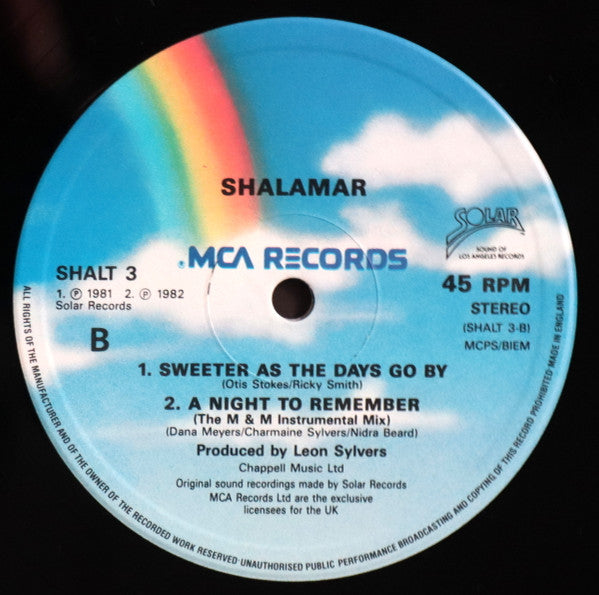 SHALAMAR
SOLAR
SOUND OF
LOS ANGELES RECORDS
MCA RECORDS
SHALT 3
1. Ⓟ 1981 2. Ⓟ 1982
Solar Records
B
45 RPM
STEREO
(SHALT 3-B)
MCPS/BIEM
1. SWEETER AS THE DAYS GO BY
(Otis Stokes/Ricky Smith)
2. A NIGHT TO REMEMBER
(The M & M Instrumental Mix)
(Dana Meyers/Charmaine Sylvers/Nidra Beard)
Produced by Leon Sylvers
Chappell Music Ltd
Original sound recordings made by Solar Records
MCA Records Ltd are the exclusive
licensees for the UK
ALL RIGHTS OF THE MANUFACTURER AND OF THE OWNER OF THE RECORDED WORK RESERVED UNAUTHORISED PUBLIC PERFORMANCE BROADCASTING AND COPYING OF THIS RECORD PROHIBITED MADE IN ENGLAND